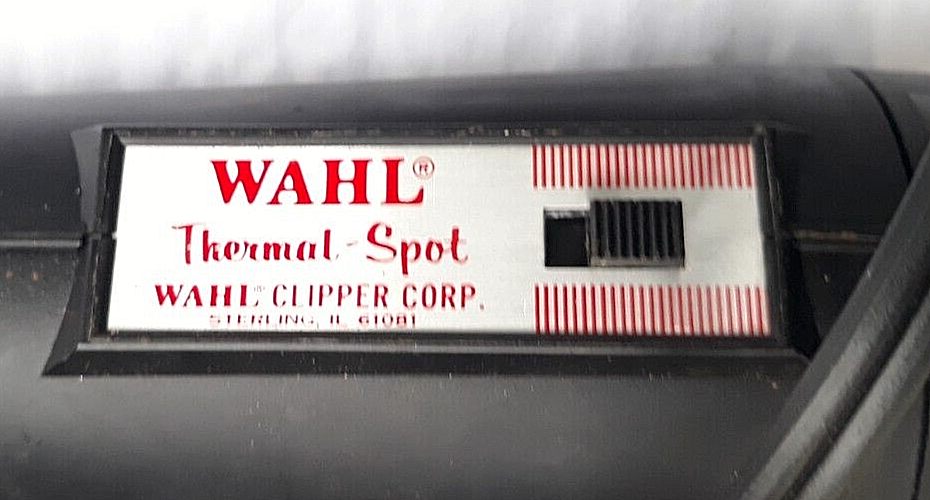 WAHL®
Thermal-Spot
WAHL® CLIPPER CORP.
STERLING, IL 61081